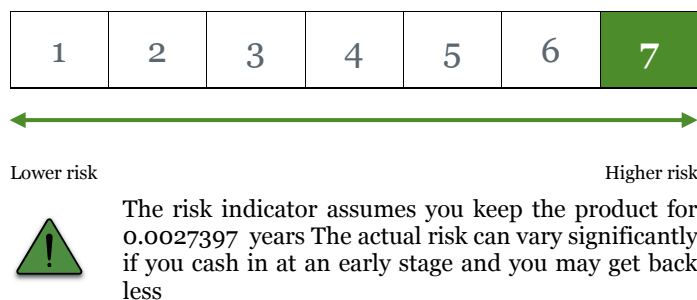 1 2 3 4 5 6 7
Lower risk Higher risk
The risk indicator assumes you keep the product for
0.0027397 years The actual risk can vary significantly
if you cash in at an early stage and you may get back
less